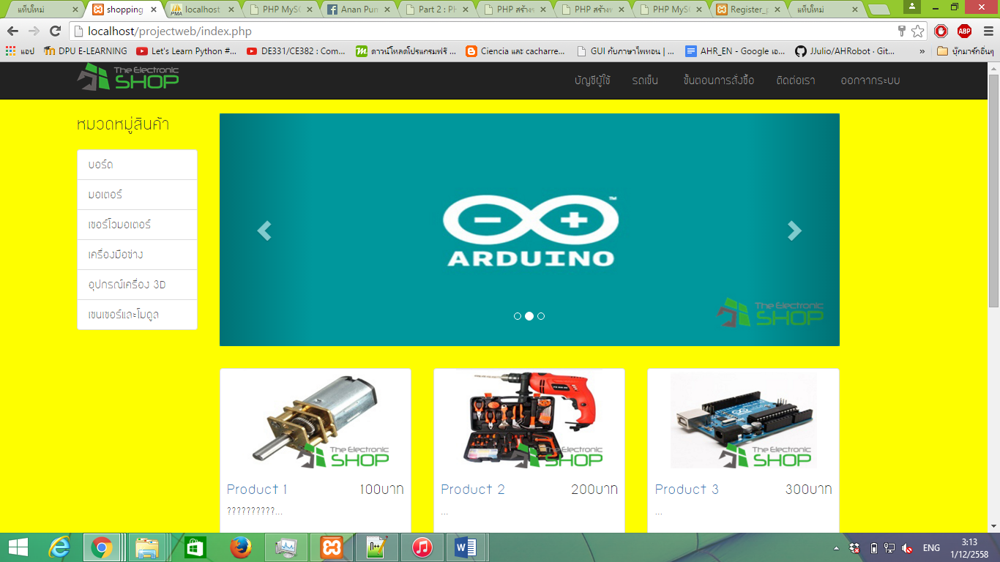 แท็บใหม่
shopping
localhost
PHP MySQ
Anan Pun
Part 2 : PH
PHP สร้างร
PHP สร้างห
PHP MySQ
Register_p
แท็บใหม่
localhost/projectweb/index.php
ABP
แอป
DPU E-LEARNING
Let's Learn Python #...
DE331/CE382 : Com...
ดาวน์โหลดโปรแกรมฟรี ...
Ciencia และ cacharre...
GUI กับภาษาไพทอน | ...
AHR_EN - Google เอ...
JJulio/AHRobot · Git...
»
บุ๊กมาร์กอื่นๆ
The Electronic
SHOP
บัญชีผู้ใช้
รถเข็น
ขั้นตอนการสั่งซื้อ
ติดต่อเรา
ออกจากระบบ
หมวดหมู่สินค้า
บอร์ด
มอเตอร์
เซอร์โวมอเตอร์
เครื่องมือช่าง
อุปกรณ์เครื่อง 3D
เซนเซอร์และโมดูล
ARDUINO
TM
The Electronic
SHOP
The Electronic
SHOP
The Electronic
SHOP
The Electronic
SHOP
Product 1
100บาท
??????????...
Product 2
200บาท
...
Product 3
300บาท
...
ENG
3:13
1/12/2558